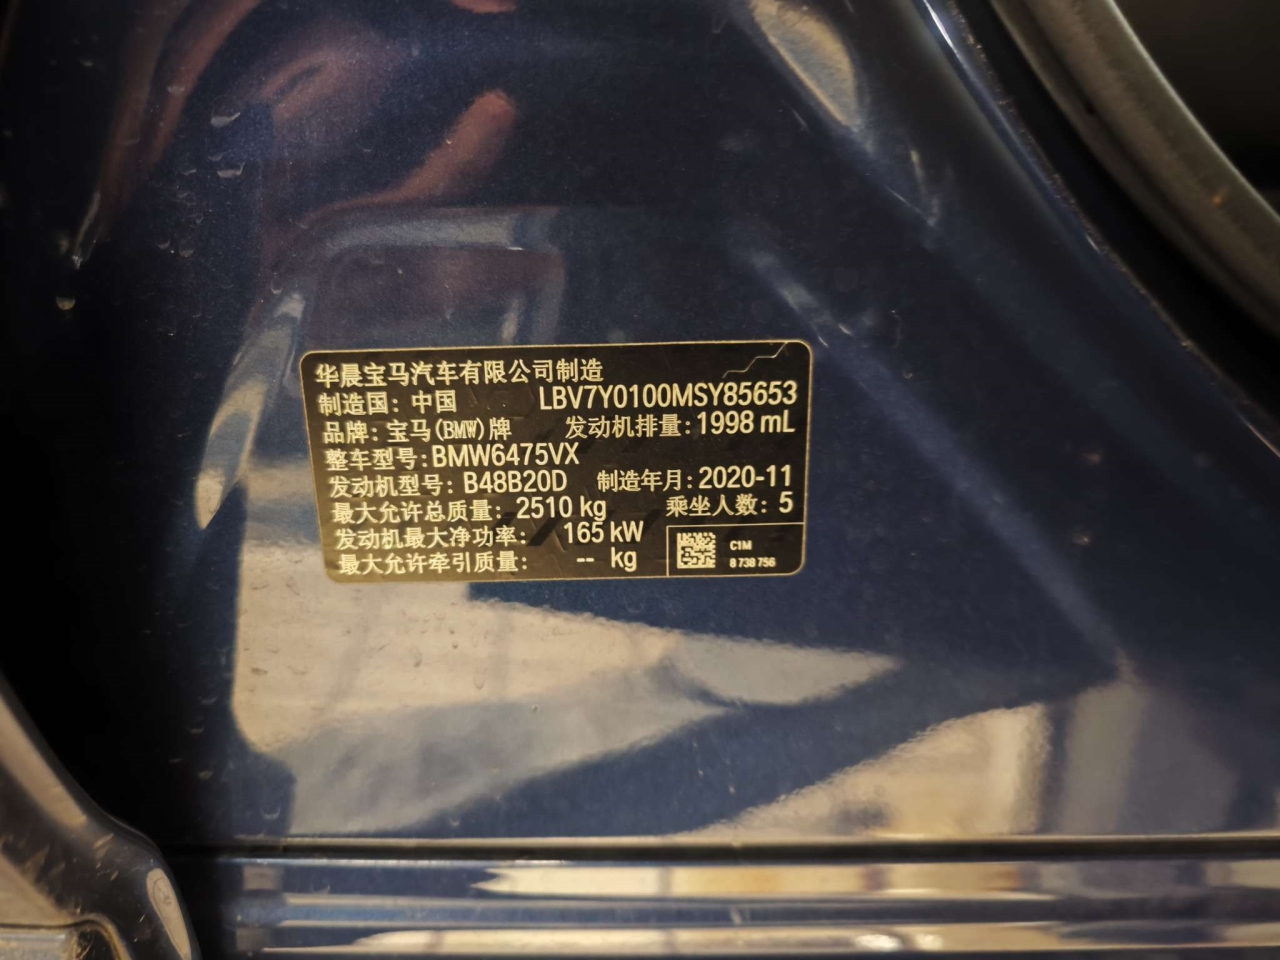 华晨宝马汽车有限公司制造
制造国：中国 LBV7Y0100MSY85653
品牌：宝马(BMW)牌 发动机排量：1998 mL
整车型号：BMW6475VX
发动机型号：B48B20D 制造年月：2020-11
最大允许总质量：2510 kg 乘坐人数：5
发动机最大净功率：165 kW
最大允许牵引质量：-- kg
C1M
8 738 756